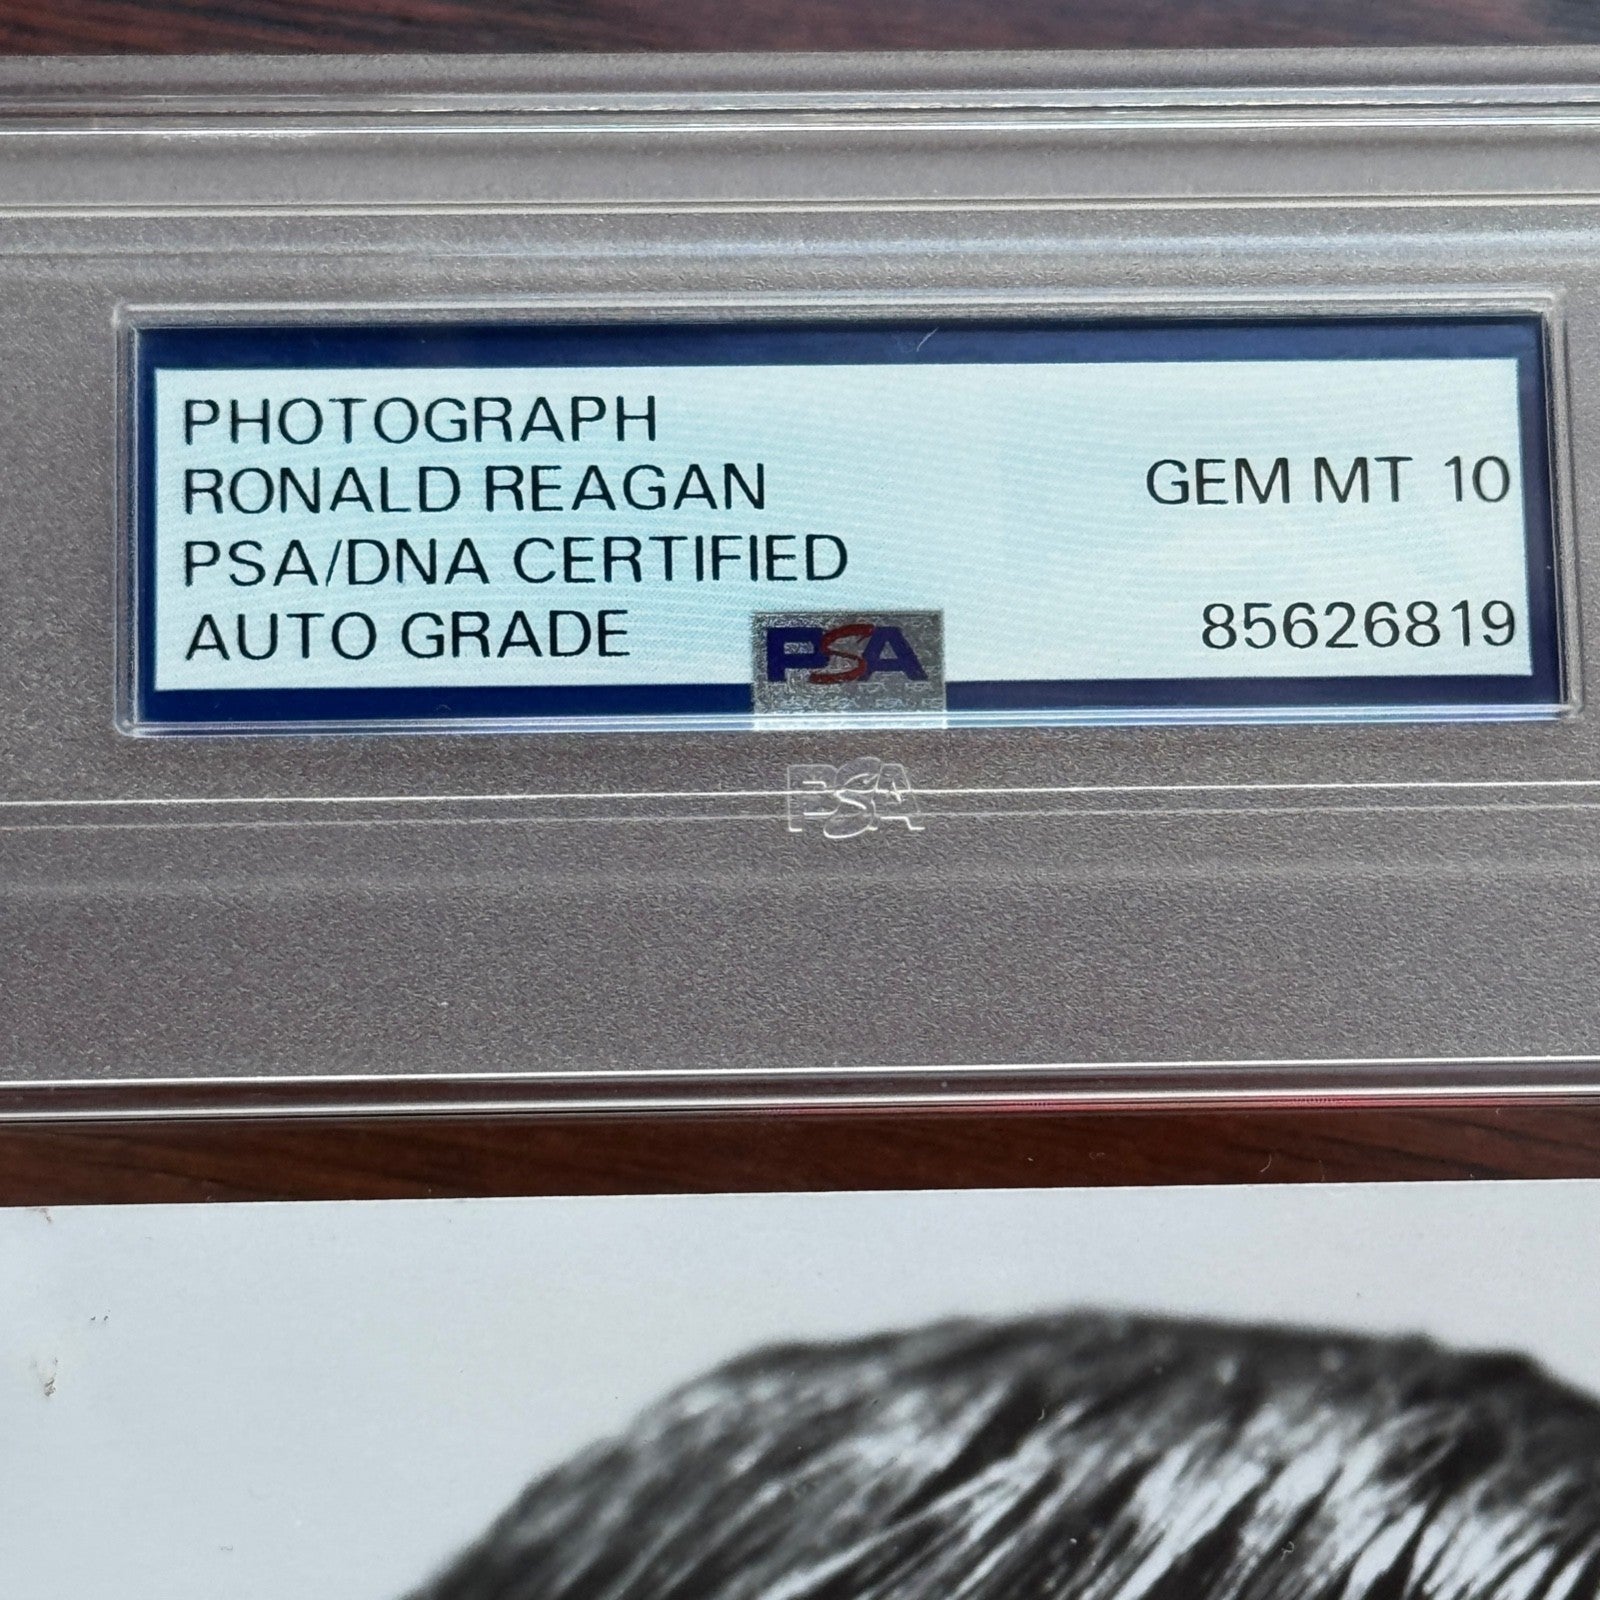 PHOTOGRAPH
RONALD REAGAN
GEM MT 10
PSA/DNA CERTIFIED
AUTO GRADE
85626819
PSA
PSA